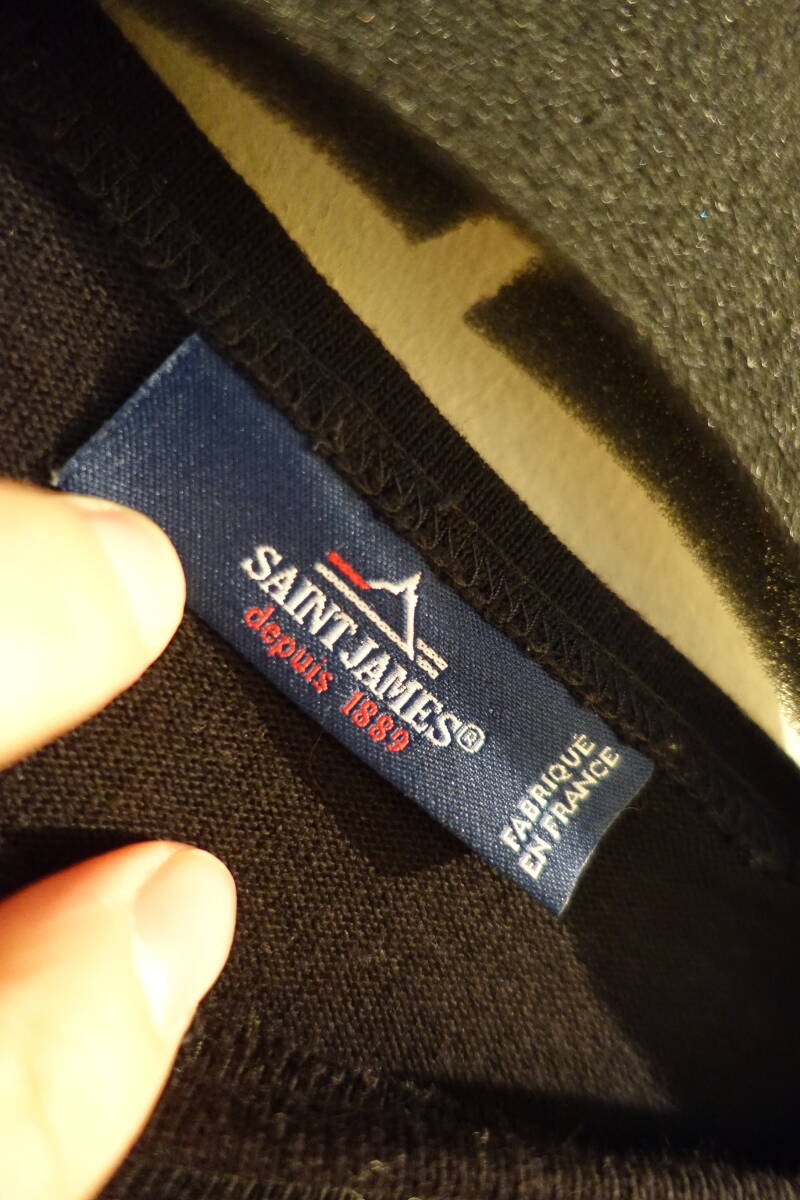 SAINT JAMES®
depuis 1889
FABRIQUÉ
EN FRANCE